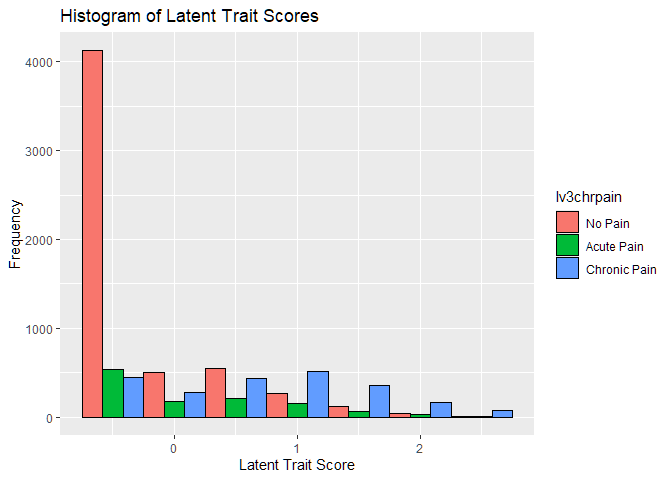 Histogram of Latent Trait Scores
4000
3000
2000
1000
0
Frequency
0
1
2
Latent Trait Score
lv3chrpain
No Pain
Acute Pain
Chronic Pain